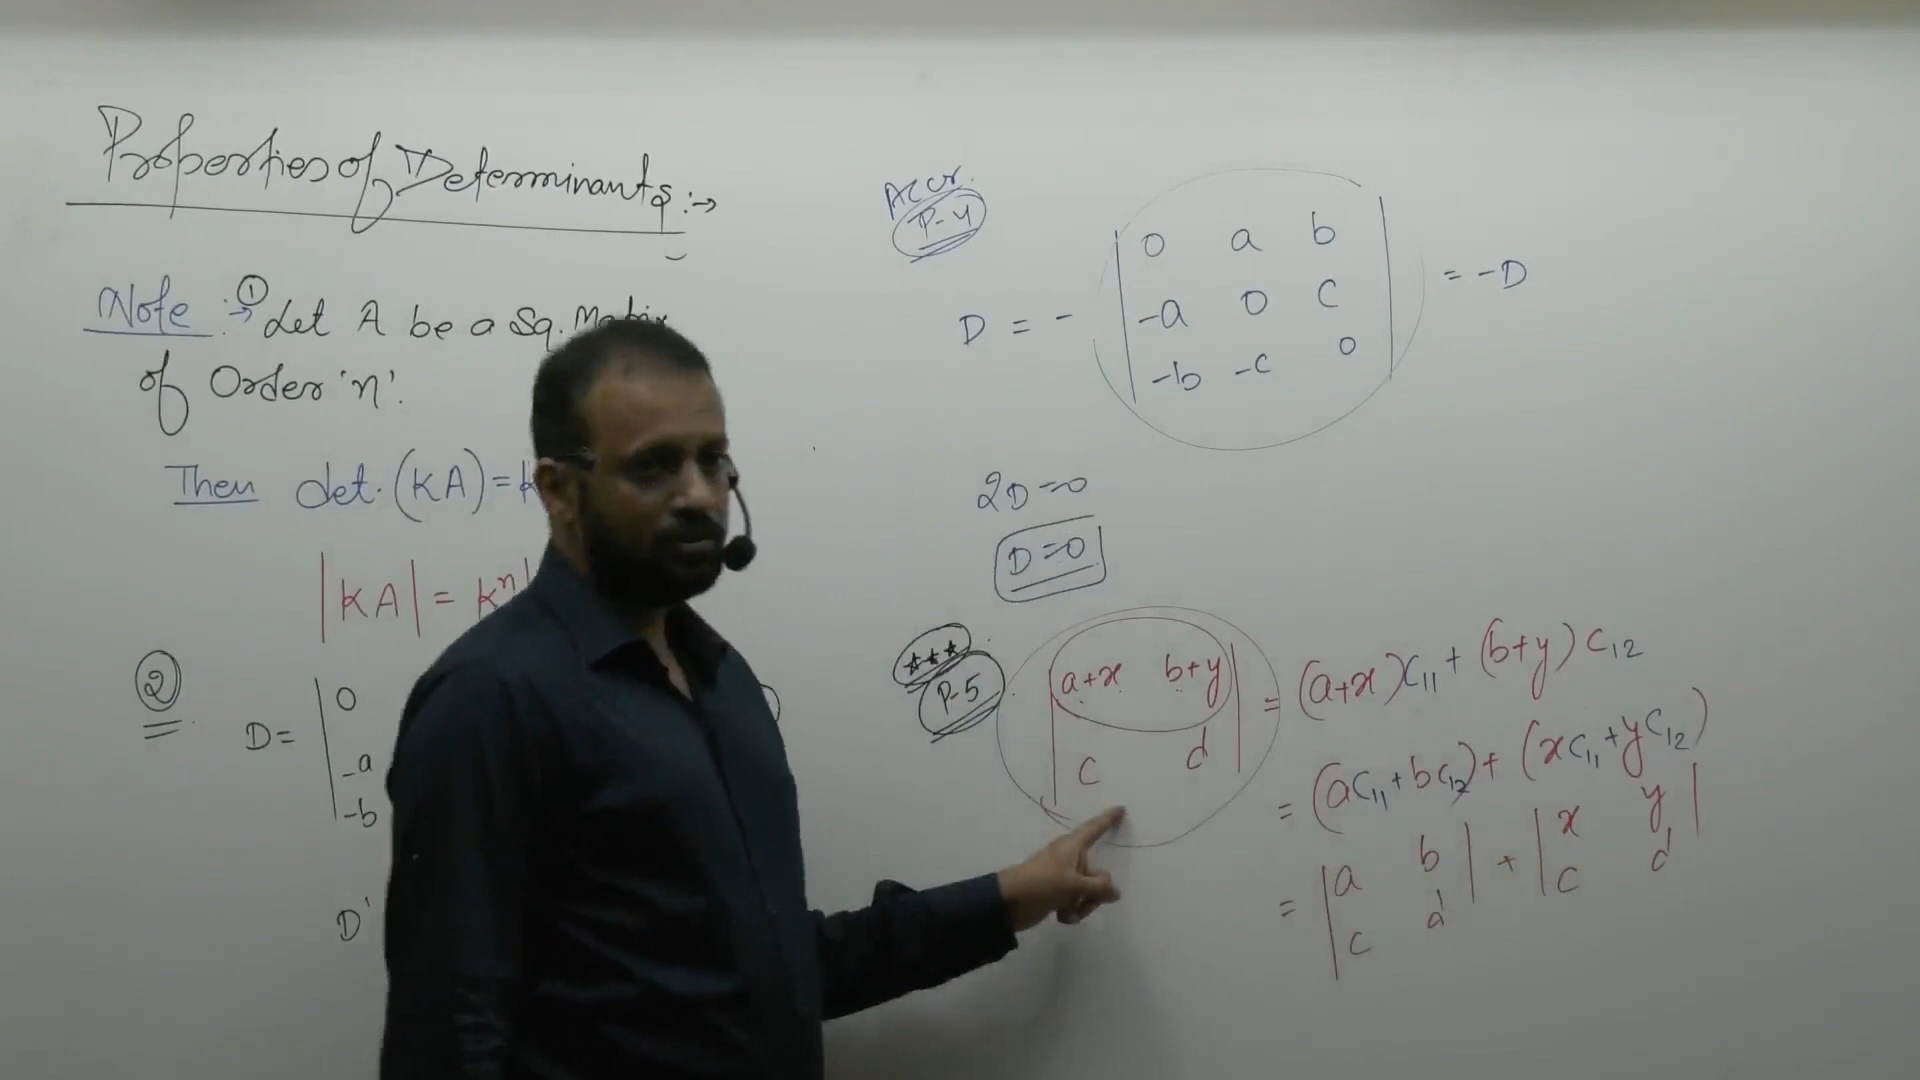 Properties of Determinants :→
Note :→ ① Let A be a Sq. Matrix
of Order 'n'.
Then det. (KA) = K
|KA| = Kⁿ|
② D = | 0
-a
-b
D'
Accr.
P-4
D = - | 0 a b | = -D
| -a 0 c |
| -b -c 0 |
2D=0
D=0
★★★
P-5 | a+x b+y | = (a+x)C₁₁ + (b+y)C₁₂
| c d |
= (aC₁₁+bC₁₂) + (xC₁₁+yC₁₂)
= | a b | + | x y |
| c d | | c d |